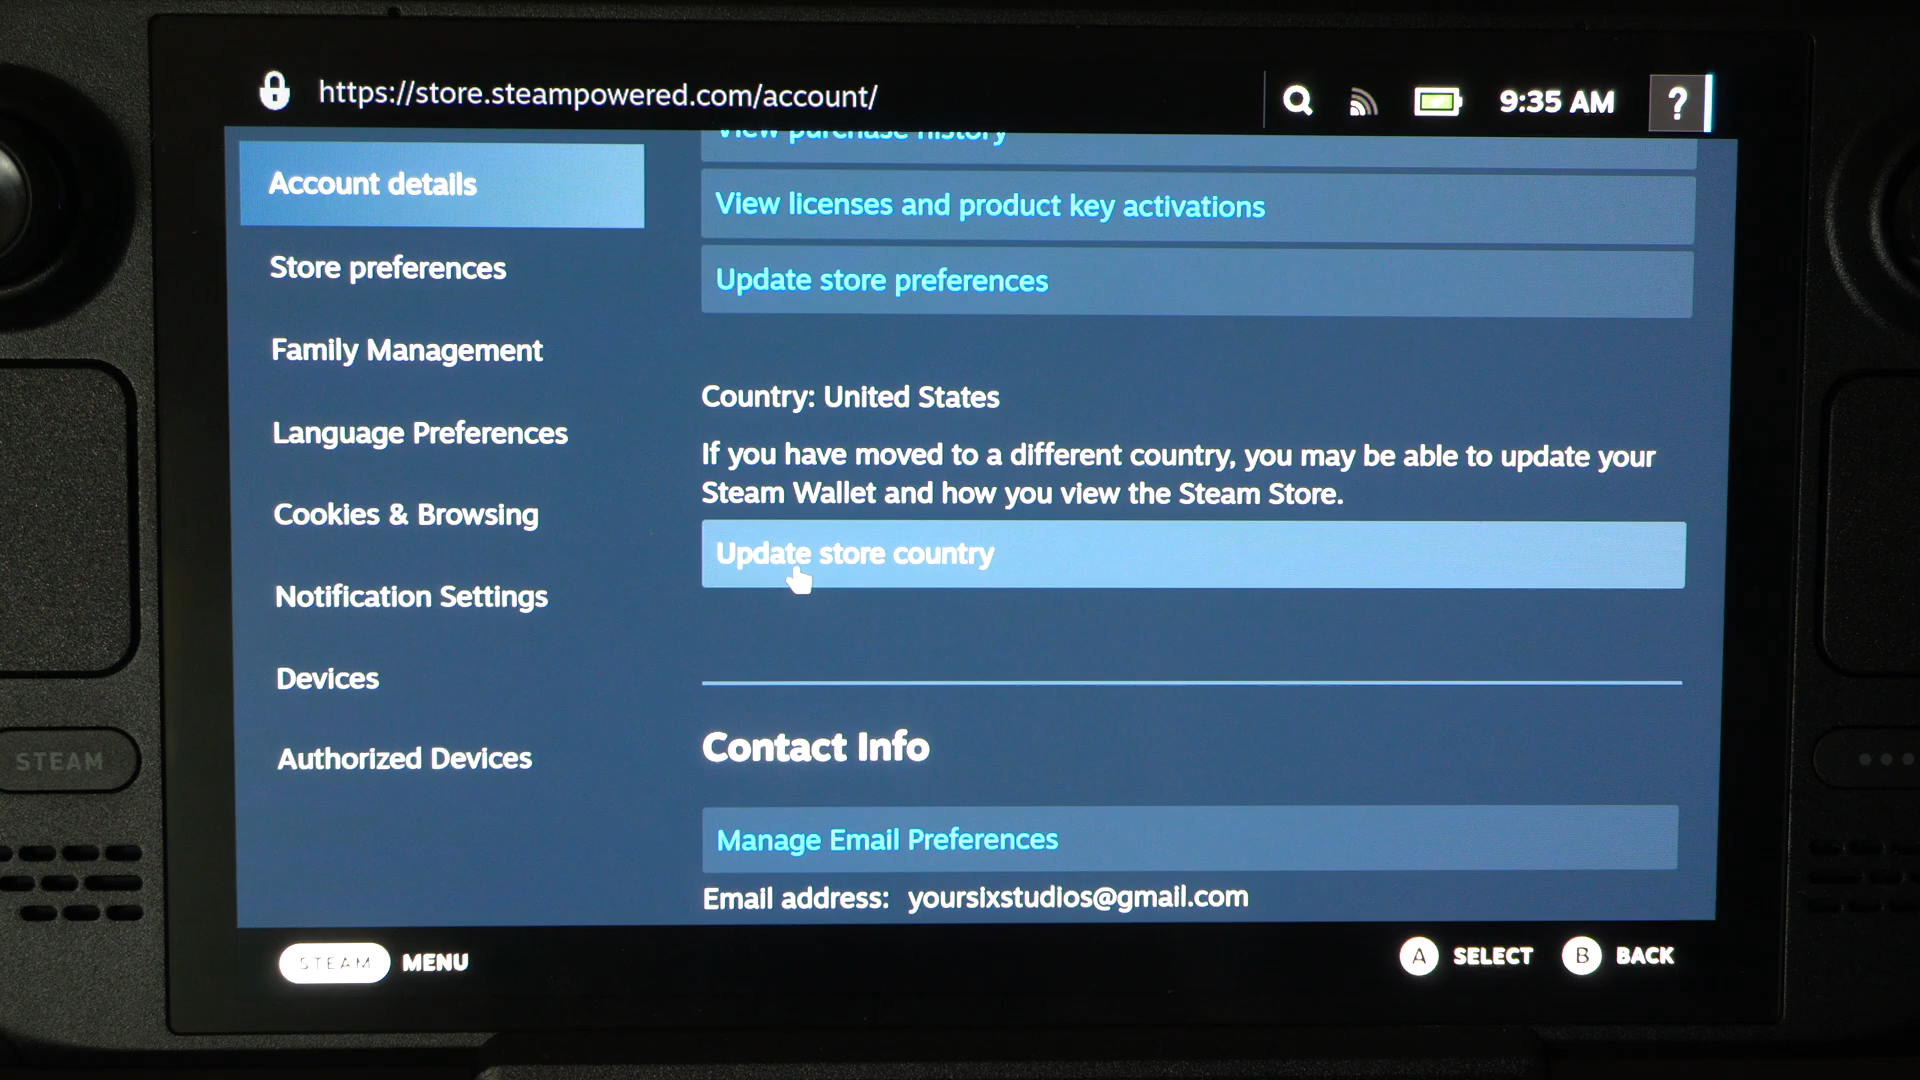 https://store.steampowered.com/account/
9:35 AM
?
Account details
Store preferences
Family Management
Language Preferences
Cookies & Browsing
Notification Settings
Devices
Authorized Devices
View purchase history
View licenses and product key activations
Update store preferences
Country: United States
If you have moved to a different country, you may be able to update your
Steam Wallet and how you view the Steam Store.
Update store country
Contact Info
Manage Email Preferences
Email address: yoursixstudios@gmail.com
STEAM
STEAM MENU
A SELECT B BACK